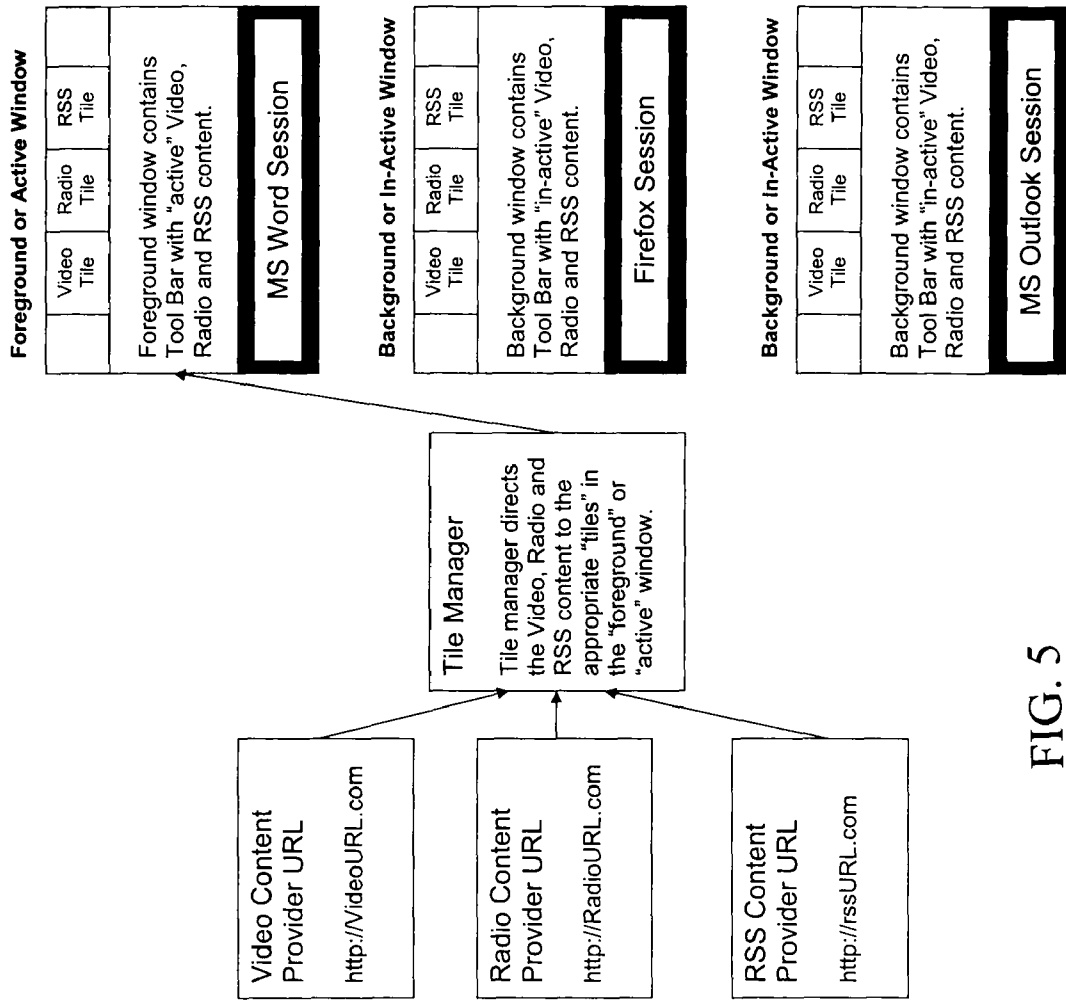 Video Content
Provider URL
http://VideoURL.com
Radio Content
Provider URL
http://RadioURL.com
RSS Content
Provider URL
http://rssURL.com
Tile Manager
Tile manager directs
the Video, Radio and
RSS content to the
appropriate “tiles” in
the “foreground” or
“active” window.
Foreground or Active Window
Video
Tile
Radio
Tile
RSS
Tile
Foreground window contains
Tool Bar with “active” Video,
Radio and RSS content.
MS Word Session
Background or In-Active Window
Video
Tile
Radio
Tile
RSS
Tile
Background window contains
Tool Bar with “in-active” Video,
Radio and RSS content.
Firefox Session
Background or In-Active Window
Video
Tile
Radio
Tile
RSS
Tile
Background window contains
Tool Bar with “in-active” Video,
Radio and RSS content.
MS Outlook Session
FIG. 5